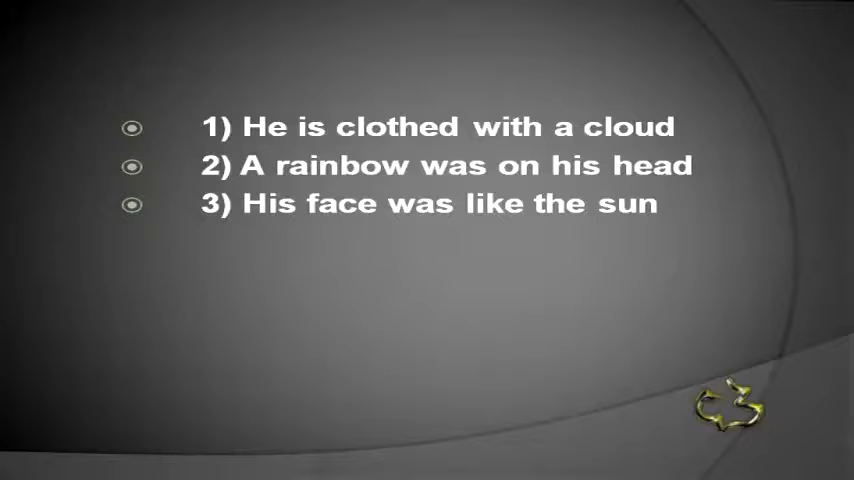 1) He is clothed with a cloud
2) A rainbow was on his head
3) His face was like the sun